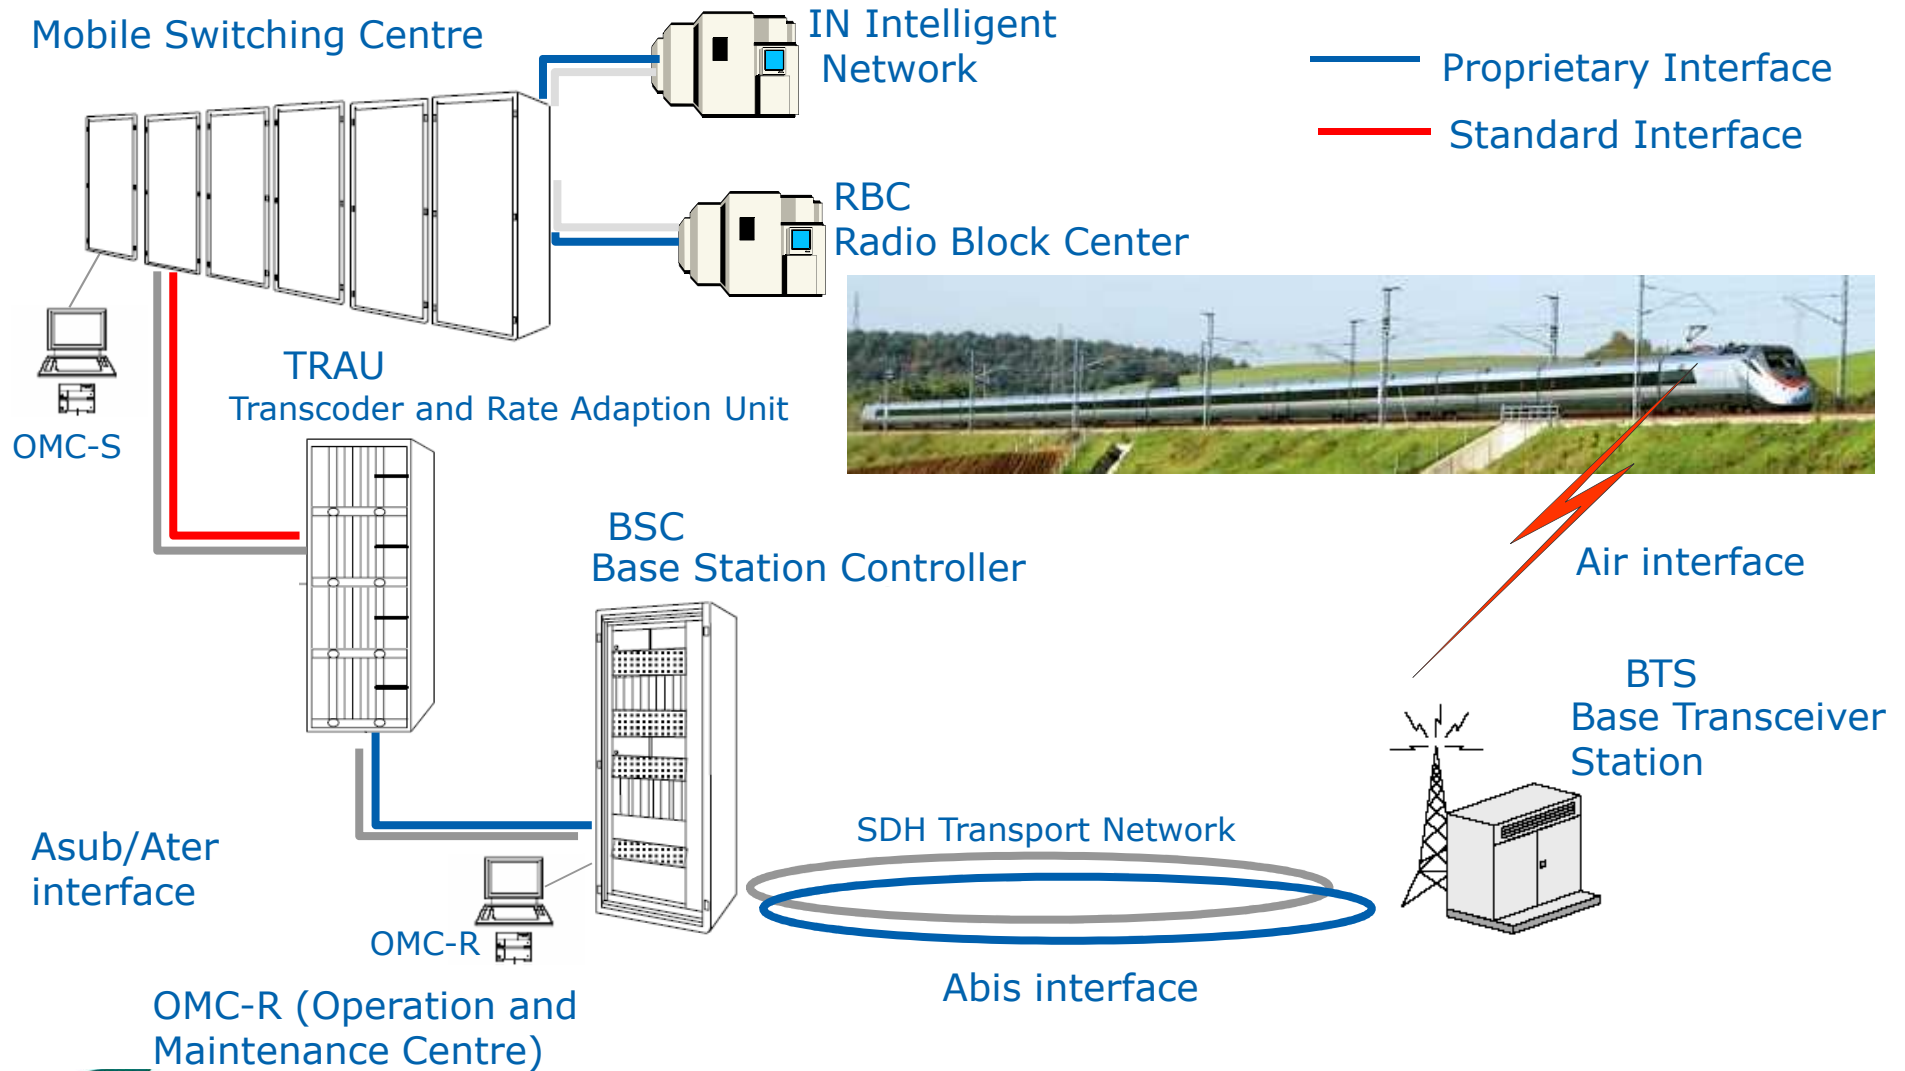 Mobile Switching Centre
IN Intelligent
Network
Proprietary Interface
Standard Interface
RBC
Radio Block Center
TRAU
Transcoder and Rate Adaption Unit
OMC-S
BSC
Base Station Controller
Air interface
BTS
Base Transceiver
Station
SDH Transport Network
Asub/Ater
interface
OMC-R
Abis interface
OMC-R (Operation and
Maintenance Centre)